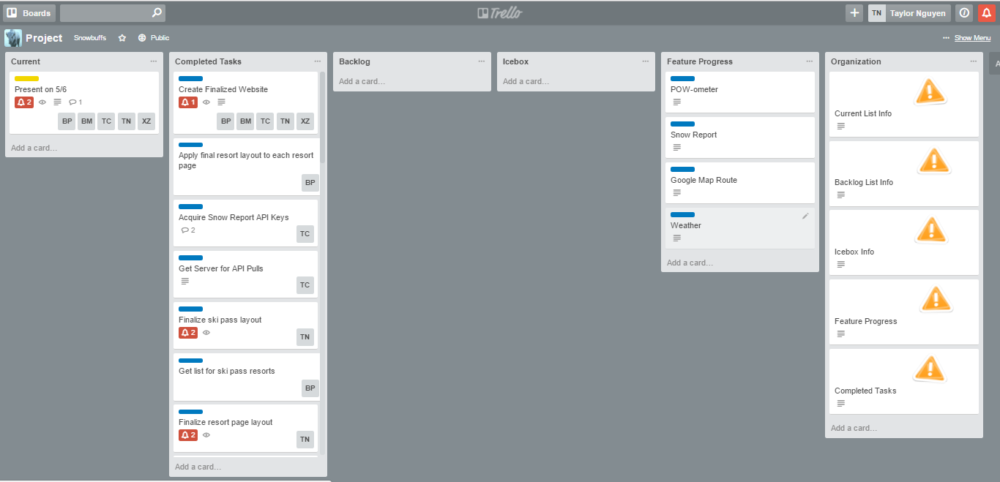 Boards
Trello
TN Taylor Nguyen
Project Snowbuffs Public
Show Menu
Current
Present on 5/6
2 1
BP BM TC TN XZ
Add a card...
Completed Tasks
Create Finalized Website
1
BP BM TC TN XZ
Apply final resort layout to each resort
page
BP
Acquire Snow Report API Keys
2
TC
Get Server for API Pulls
TC
Finalize ski pass layout
2
TN
Get list for ski pass resorts
BP
Finalize resort page layout
2
TN
Add a card...
Backlog
Add a card...
Icebox
Add a card...
Feature Progress
POW-ometer
Snow Report
Google Map Route
Weather
Add a card...
Organization
Current List Info
Backlog List Info
Icebox Info
Feature Progress
Completed Tasks
Add a card...
A